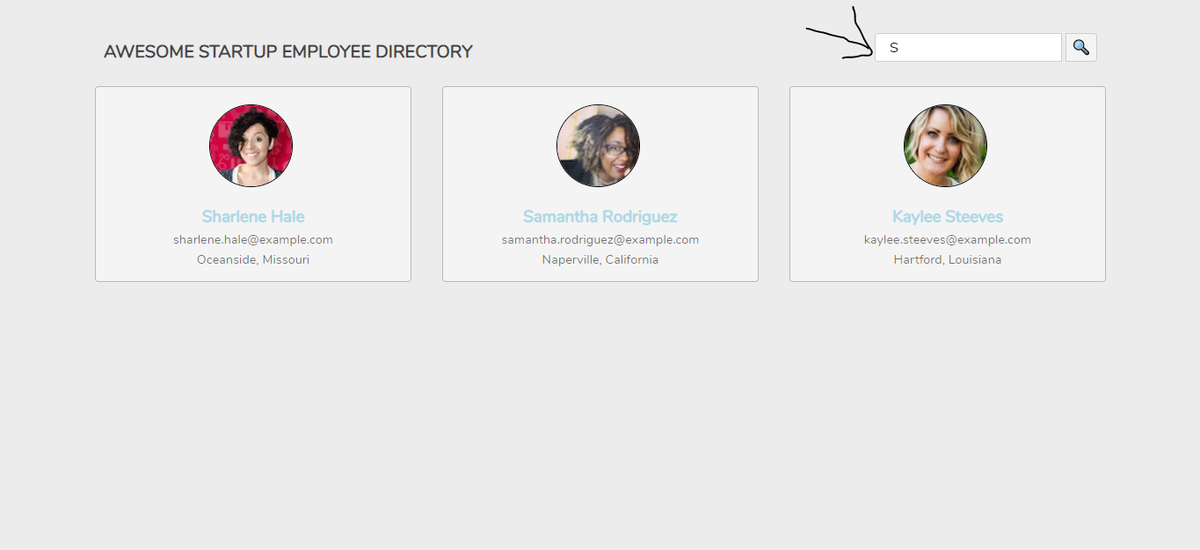 AWESOME STARTUP EMPLOYEE DIRECTORY
S
Sharlene Hale
sharlene.hale@example.com
Oceanside, Missouri
Samantha Rodriguez
samantha.rodriguez@example.com
Naperville, California
Kaylee Steeves
kaylee.steeves@example.com
Hartford, Louisiana